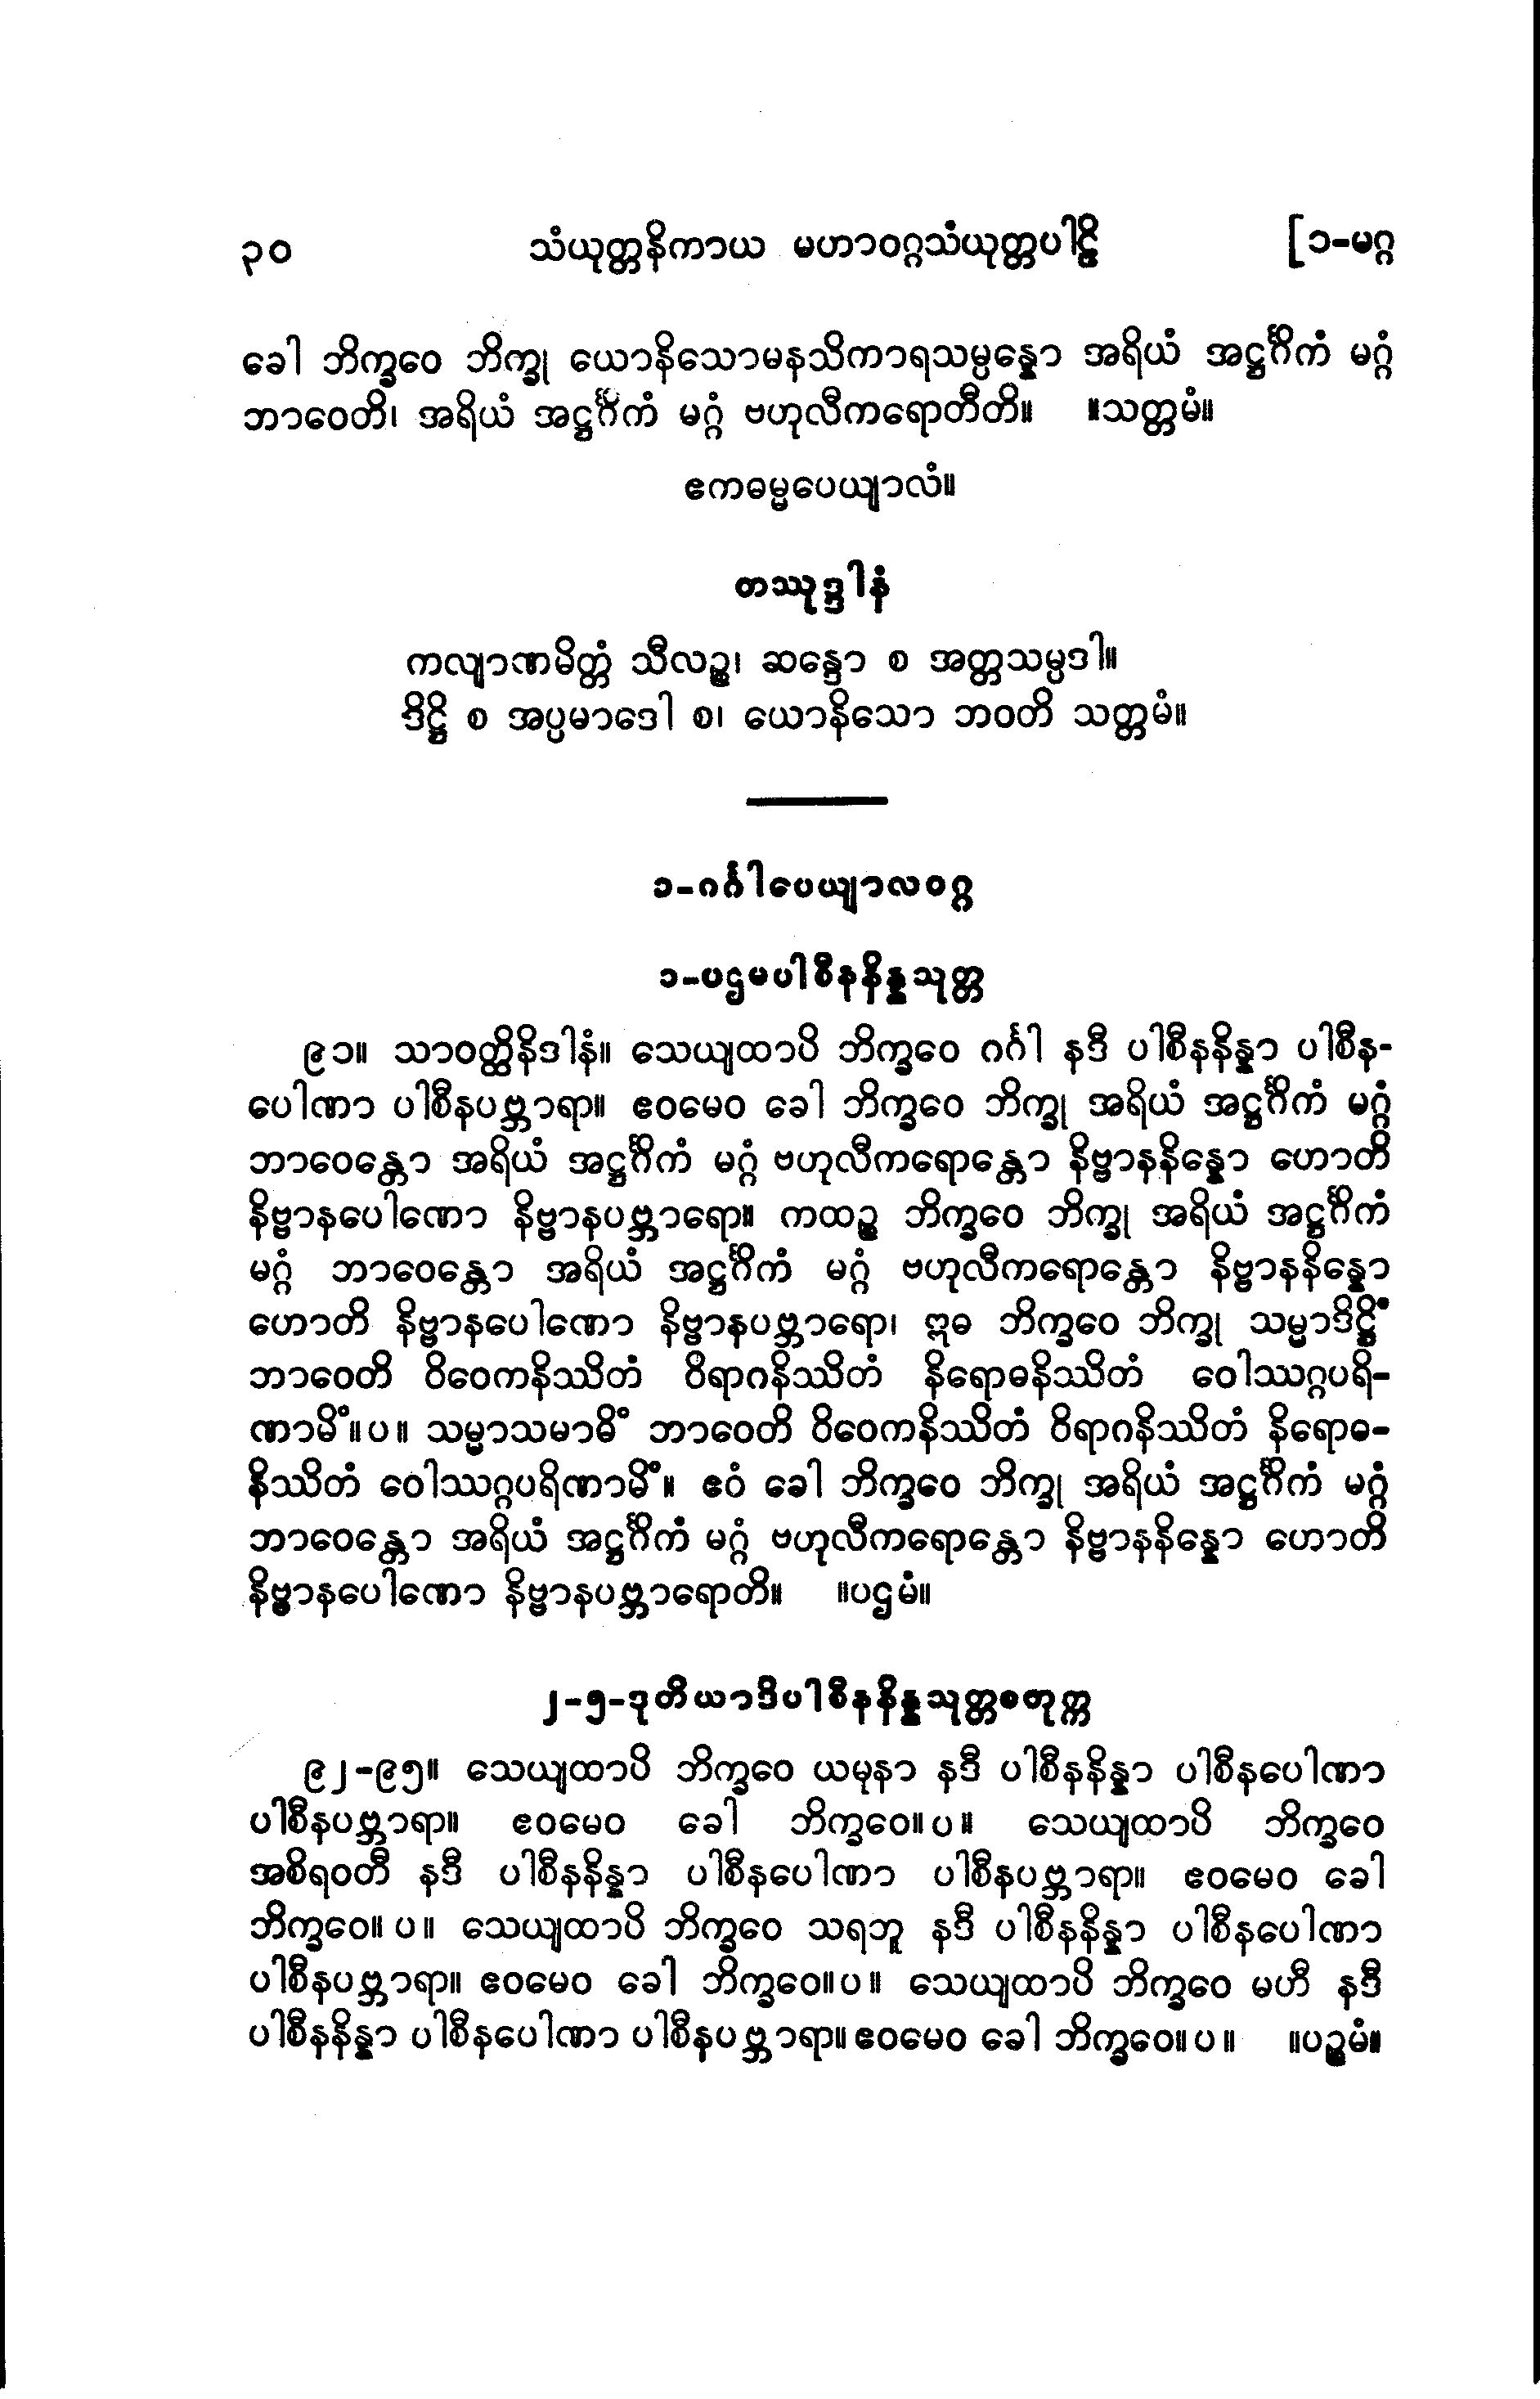 ၃၀ သံယုတ္တနိကာယ မဟာဝဂ္ဂသံယုတ္တပါဠိ [၁-မဂ္ဂ
ခေါ ဘိက္ခဝေ ဘိက္ခု ယောနိသောမနသိကာရသမ္ပန္နော အရိယံ အဋ္ဌင်္ဂိကံ မဂ္ဂံ
ဘာဝေတိ၊ အရိယံ အဋ္ဌင်္ဂိကံ မဂ္ဂံ ဗဟုလီကရောတီတိ။ ။သတ္တမံ။
ဧကဓမ္မပေယျာလံ။
တဿုဒ္ဒါနံ
ကလျာဏမိတ္တံ သီလဉ္စ၊ ဆန္ဒော စ အတ္တသမ္ပဒါ။
ဒိဋ္ဌိ စ အပ္ပမာဒေါ စ၊ ယောနိသော ဘဝတိ သတ္တမံ။
၁-ဂင်္ဂါပေယျာလဝဂ္ဂ
၁-ပဌမပါစီနနိန္နသုတ္တ
၉၁။ သာဝတ္ထိနိဒါနံ။ သေယျထာပိ ဘိက္ခဝေ ဂင်္ဂါ နဒီ ပါစီနနိန္နာ ပါစီန-
ပေါဏာ ပါစီနပဗ္ဘာရာ။ ဧဝမေဝ ခေါ ဘိက္ခဝေ ဘိက္ခု အရိယံ အဋ္ဌင်္ဂိကံ မဂ္ဂံ
ဘာဝေန္တော အရိယံ အဋ္ဌင်္ဂိကံ မဂ္ဂံ ဗဟုလီကရောန္တော နိဗ္ဗာနနိန္နော ဟောတိ
နိဗ္ဗာနပေါဏော နိဗ္ဗာနပဗ္ဘာရော။ ကထဉ္စ ဘိက္ခဝေ ဘိက္ခု အရိယံ အဋ္ဌင်္ဂိကံ
မဂ္ဂံ ဘာဝေန္တော အရိယံ အဋ္ဌင်္ဂိကံ မဂ္ဂံ ဗဟုလီကရောန္တော နိဗ္ဗာနနိန္နော
ဟောတိ နိဗ္ဗာနပေါဏော နိဗ္ဗာနပဗ္ဘာရော၊ ဣဓ ဘိက္ခဝေ ဘိက္ခု သမ္မာဒိဋ္ဌိံ
ဘာဝေတိ ဝိဝေကနိဿိတံ ဝိရာဂနိဿိတံ နိရောဓနိဿိတံ ဝေါဿဂ္ဂပရိ-
ဏာမိံ။ပ။ သမ္မာသမာဓိံ ဘာဝေတိ ဝိဝေကနိဿိတံ ဝိရာဂနိဿိတံ နိရောဓ-
နိဿိတံ ဝေါဿဂ္ဂပရိဏာမိံ။ ဧဝံ ခေါ ဘိက္ခဝေ ဘိက္ခု အရိယံ အဋ္ဌင်္ဂိကံ မဂ္ဂံ
ဘာဝေန္တော အရိယံ အဋ္ဌင်္ဂိကံ မဂ္ဂံ ဗဟုလီကရောန္တော နိဗ္ဗာနနိန္နော ဟောတိ
နိဗ္ဗာနပေါဏော နိဗ္ဗာနပဗ္ဘာရောတိ။ ။ပဌမံ။
၂-၅-ဒုတိယာဒိပါစီနနိန္နသုတ္တစတုက္က
၉၂-၉၅။ သေယျထာပိ ဘိက္ခဝေ ယမုနာ နဒီ ပါစီနနိန္နာ ပါစီနပေါဏာ
ပါစီနပဗ္ဘာရာ။ ဧဝမေဝ ခေါ ဘိက္ခဝေ။ပ။ သေယျထာပိ ဘိက္ခဝေ
အစိရဝတီ နဒီ ပါစီနနိန္နာ ပါစီနပေါဏာ ပါစီနပဗ္ဘာရာ။ ဧဝမေဝ ခေါ
ဘိက္ခဝေ။ပ။ သေယျထာပိ ဘိက္ခဝေ သရဘူ နဒီ ပါစီနနိန္နာ ပါစီနပေါဏာ
ပါစီနပဗ္ဘာရာ။ ဧဝမေဝ ခေါ ဘိက္ခဝေ။ပ။ သေယျထာပိ ဘိက္ခဝေ မဟီ နဒီ
ပါစီနနိန္နာ ပါစီနပေါဏာ ပါစီနပဗ္ဘာရာ။ ဧဝမေဝ ခေါ ဘိက္ခဝေ။ပ။ ။ပဉ္စမံ။